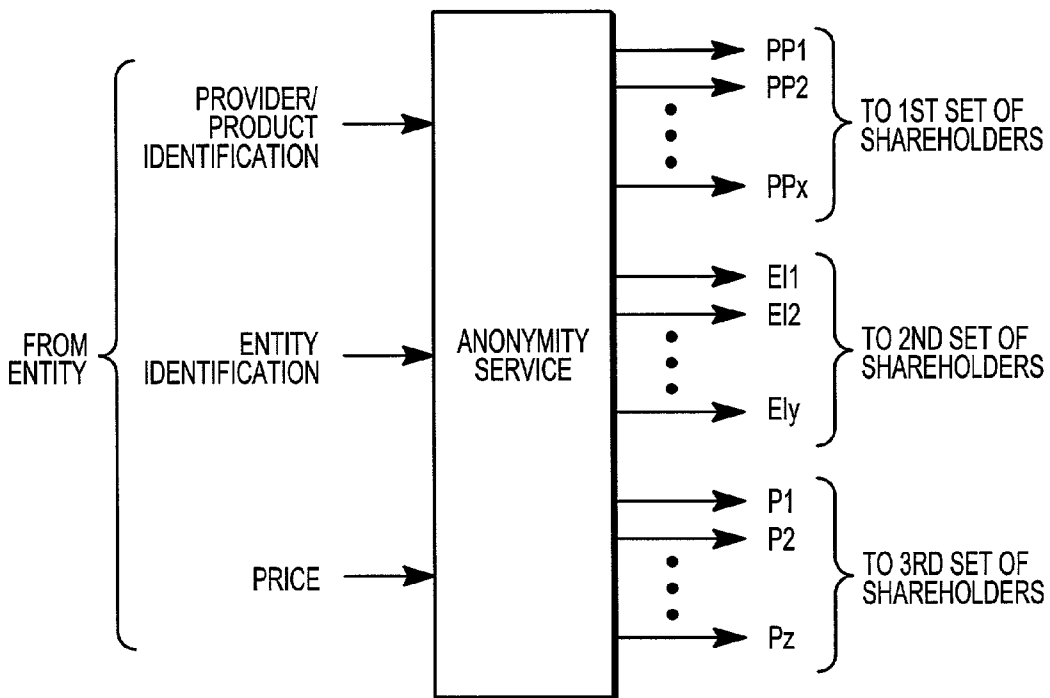 FROM
ENTITY
PROVIDER/
PRODUCT
IDENTIFICATION
ENTITY
IDENTIFICATION
PRICE
ANONYMITY
SERVICE
PP1
PP2
PPx
TO 1ST SET OF
SHAREHOLDERS
EI1
EI2
EIy
TO 2ND SET OF
SHAREHOLDERS
P1
P2
Pz
TO 3RD SET OF
SHAREHOLDERS